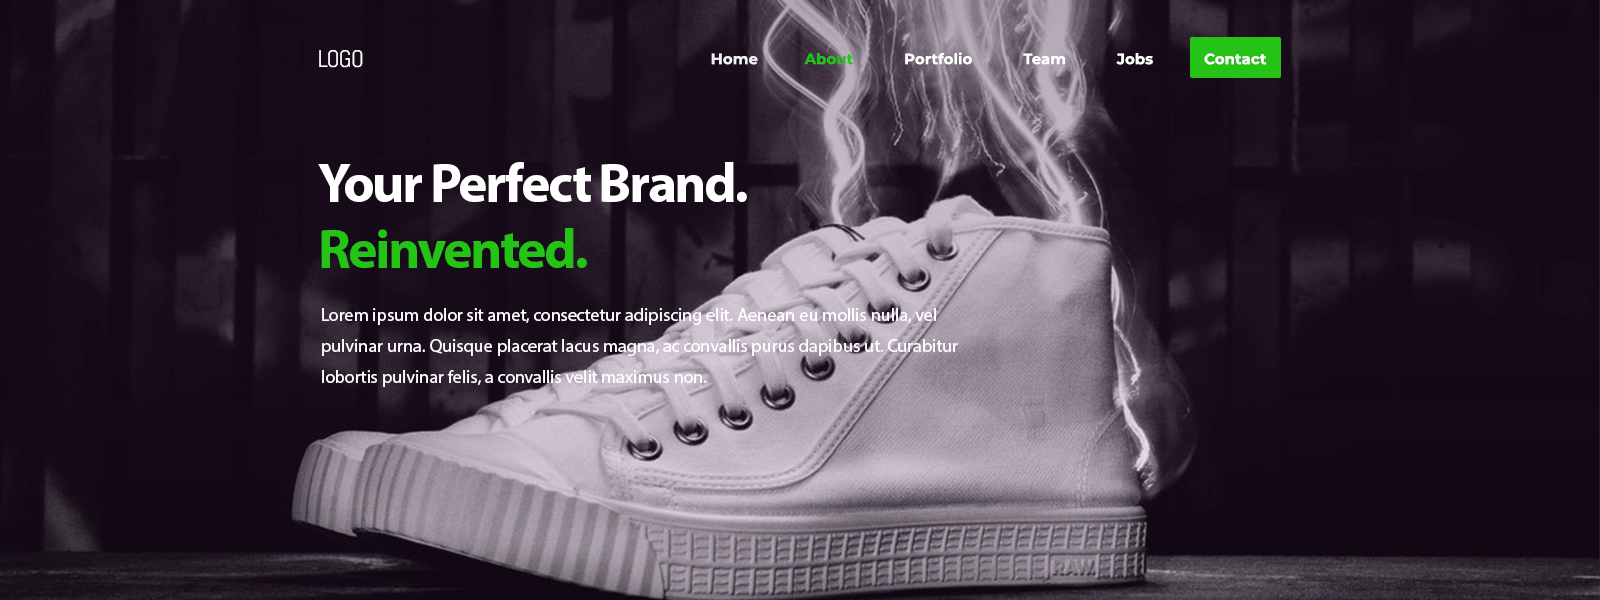 LOGO
Home About Portfolio Team Jobs Contact
Your Perfect Brand.
Reinvented.
Lorem ipsum dolor sit amet, consectetur adipiscing elit. Aenean eu mollis nulla, vel
pulvinar urna. Quisque placerat lacus magna, ac convallis purus dapibus ut. Curabitur
lobortis pulvinar felis, a convallis velit maximus non.
RAW